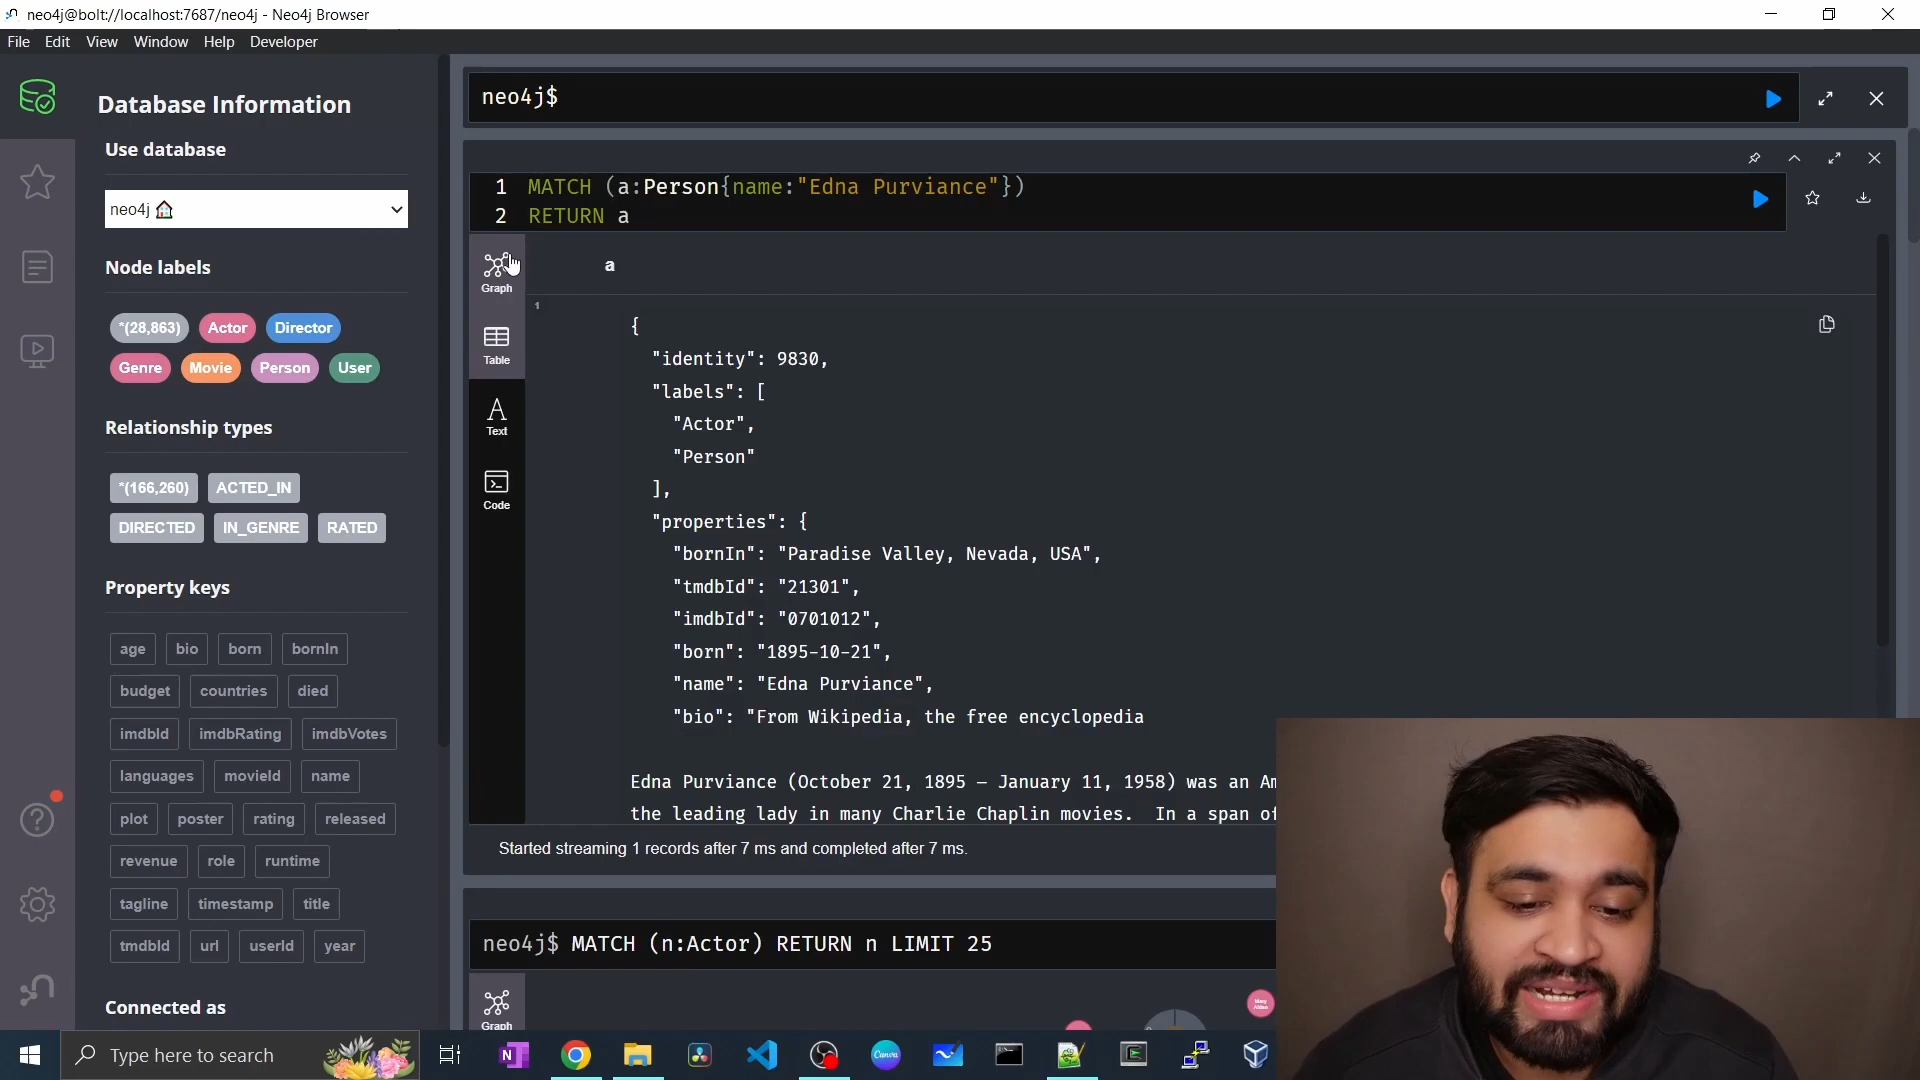 neo4j@bolt://localhost:7687/neo4j - Neo4j Browser
File Edit View Window Help Developer
Database Information
Use database
neo4j
Node labels
*(28,863) Actor Director
Genre Movie Person User
Relationship types
*(166,260) ACTED_IN
DIRECTED IN_GENRE RATED
Property keys
age bio born bornIn
budget countries died
imdbId imdbRating imdbVotes
languages movieId name
plot poster rating released
revenue role runtime
tagline timestamp title
tmdbId url userId year
Connected as
neo4j$
1 MATCH (a:Person{name:"Edna Purviance"})
2 RETURN a
Graph
Table
Text
Code
a
1
{
"identity": 9830,
"labels": [
"Actor",
"Person"
],
"properties": {
"bornIn": "Paradise Valley, Nevada, USA",
"tmdbId": "21301",
"imdbId": "0701012",
"born": "1895-10-21",
"name": "Edna Purviance",
"bio": "From Wikipedia, the free encyclopedia
Edna Purviance (October 21, 1895 – January 11, 1958) was an Am
the leading lady in many Charlie Chaplin movies. In a span of
Started streaming 1 records after 7 ms and completed after 7 ms.
neo4j$ MATCH (n:Actor) RETURN n LIMIT 25
Graph
Type here to search
Canva